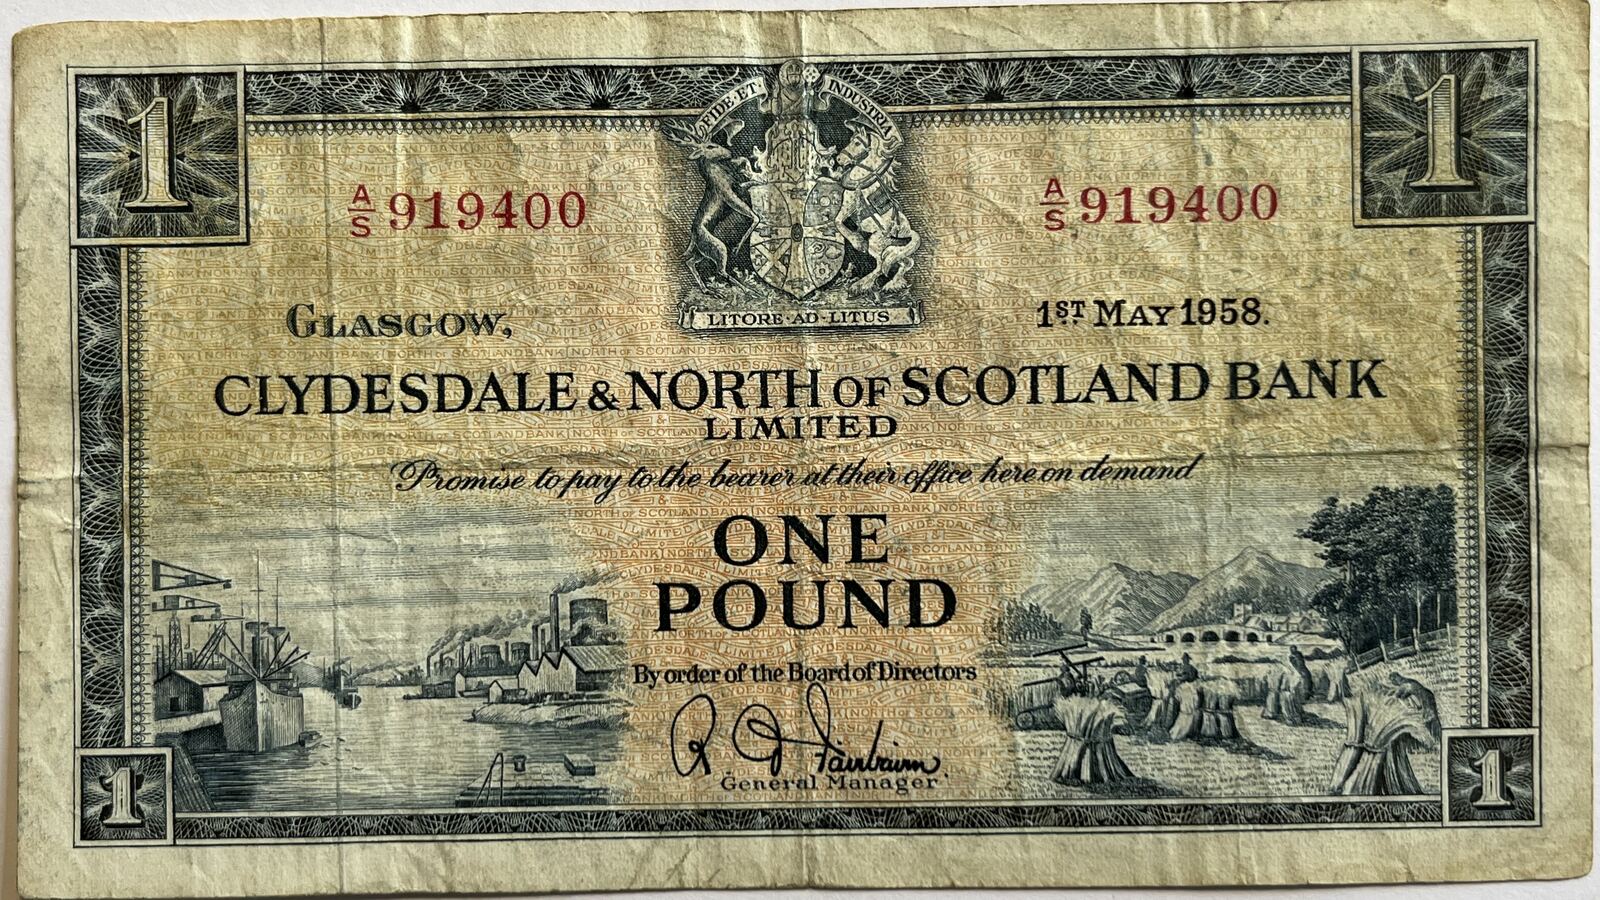 1
1
FIDE·ET· INDUSTRIA
A/S 919400
A/S 919400
LITORE·AD·LITUS
GLASGOW,
1ST MAY 1958.
CLYDESDALE & NORTH OF SCOTLAND BANK
LIMITED
Promise to pay to the bearer at their office here on demand
ONE
POUND
By order of the Board of Directors
R D Fairbairn
General Manager.
1
1